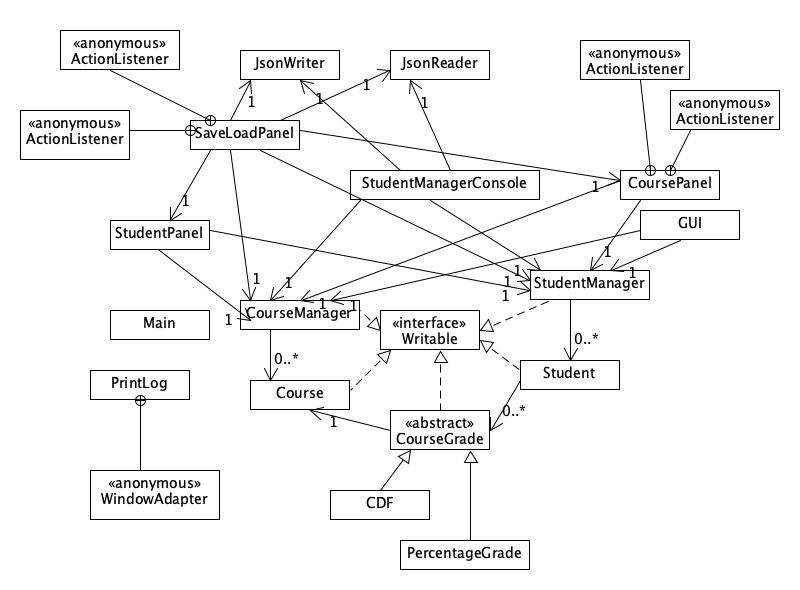 «anonymous»
ActionListener
JsonWriter
JsonReader
«anonymous»
ActionListener
«anonymous»
ActionListener
«anonymous»
ActionListener
1
1
1
1
SaveLoadPanel
StudentManagerConsole
CoursePanel
1
1
StudentPanel
GUI
1
1
1
1
1
1
1
StudentManager
1
1
1
CourseManager
Main
«interface»
Writable
0..*
0..*
Student
PrintLog
Course
0..*
1
«abstract»
CourseGrade
«anonymous»
WindowAdapter
CDF
PercentageGrade